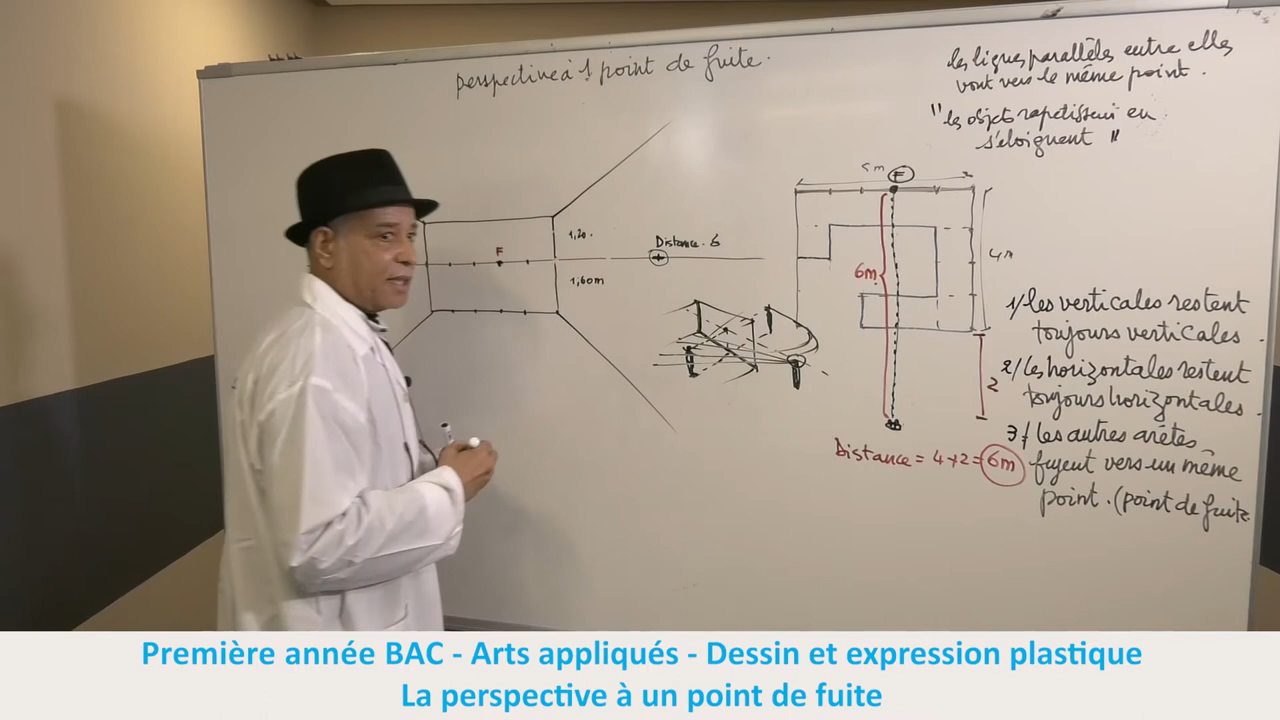 perspective à 1 point de fuite.
les lignes parallèles entre elles
vont vers le même point.
"les objets rapetissent en
s'éloignent"
5m
F
1,20.
F
Distance. 6
1,60m
6m
4m
2
Distance = 4+2=6m
1/ les verticales restent
toujours verticales.
2/ les horizontales restent
toujours horizontales.
3/ les autres arêtes
fuyent vers un même
point. (point de fuite
Première année BAC - Arts appliqués - Dessin et expression plastique
La perspective à un point de fuite